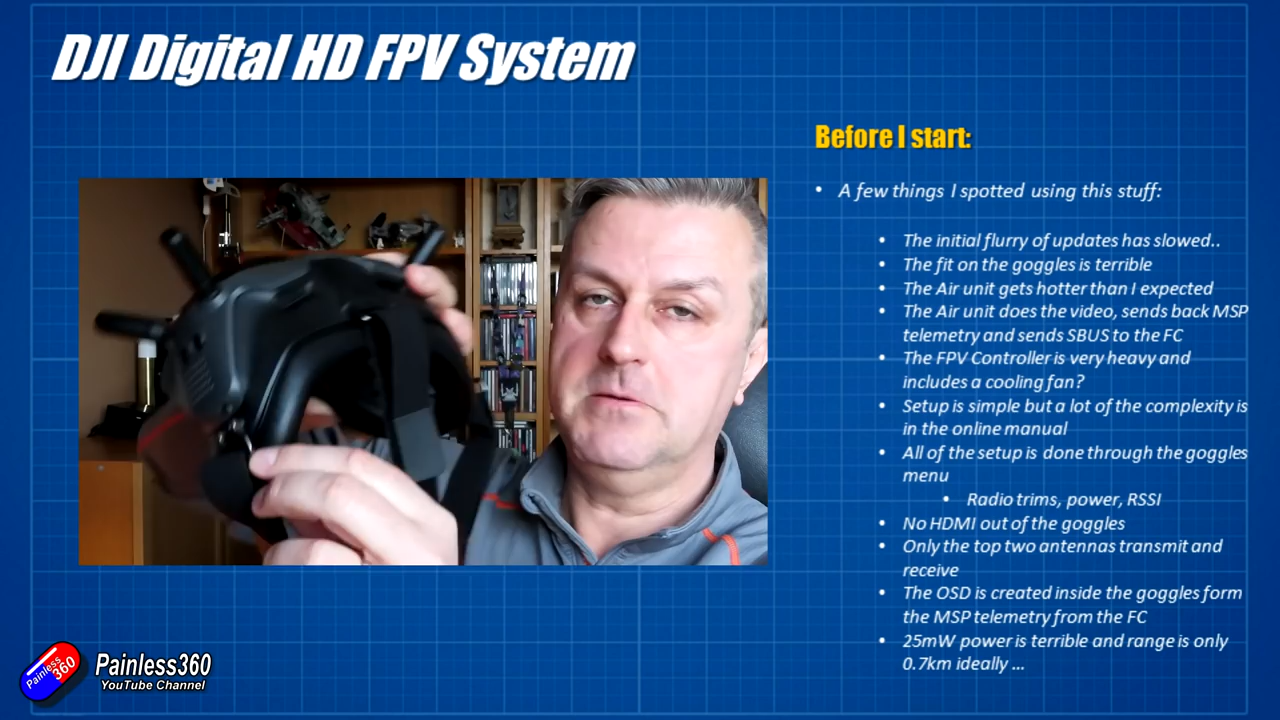 DJI Digital HD FPV System
Before I start:
• A few things I spotted using this stuff:
• The initial flurry of updates has slowed..
• The fit on the goggles is terrible
• The Air unit gets hotter than I expected
• The Air unit does the video, sends back MSP
telemetry and sends SBUS to the FC
• The FPV Controller is very heavy and
includes a cooling fan?
• Setup is simple but a lot of the complexity is
in the online manual
• All of the setup is done through the goggles
menu
• Radio trims, power, RSSI
• No HDMI out of the goggles
• Only the top two antennas transmit and
receive
• The OSD is created inside the goggles form
the MSP telemetry from the FC
• 25mW power is terrible and range is only
0.7km ideally ...
Painless
360
Painless360
YouTube Channel